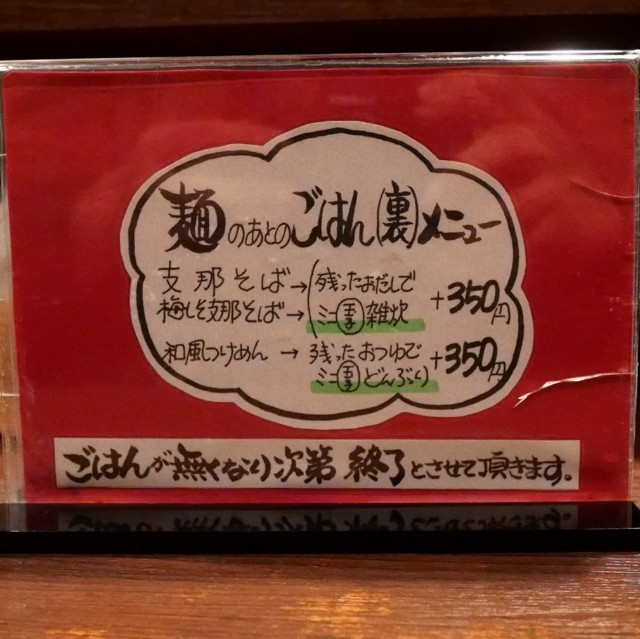 麺のあとのごはん(裏)メニュー
支那そば→(残ったおだしで
梅しそ支那そば→ ミニ玉子雑炊 +350円
和風つけめん → 残ったおつゆで
ミニ玉子どんぶり) +350円
ごはんが無くなり次第 終了とさせて頂きます。